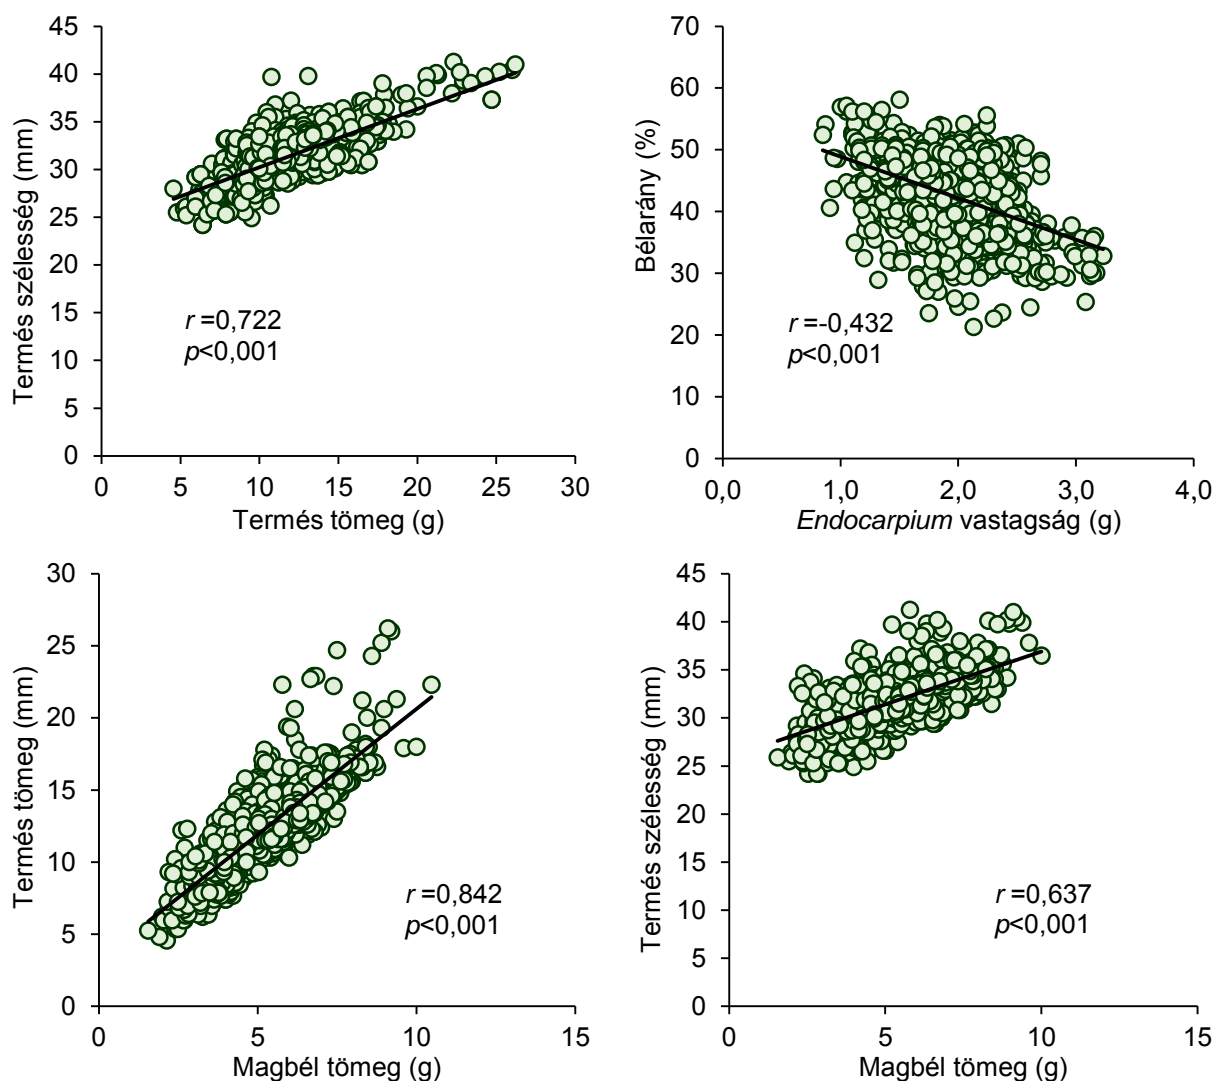 45
40
35
30
25
20
15
10
5
0
Termés szélesség (mm)
r =0,722
p<0,001
0 5 10 15 20 25 30
Termés tömeg (g)
70
60
50
40
30
20
10
0
Bélarány (%)
r=-0,432
p<0,001
0,0 1,0 2,0 3,0 4,0
Endocarpium vastagság (g)
30
25
20
15
10
5
0
Termés tömeg (mm)
r =0,842
p<0,001
0 5 10 15
Magbél tömeg (g)
45
40
35
30
25
20
15
10
5
0
Termés szélesség (mm)
r =0,637
p<0,001
0 5 10 15
Magbél tömeg (g)